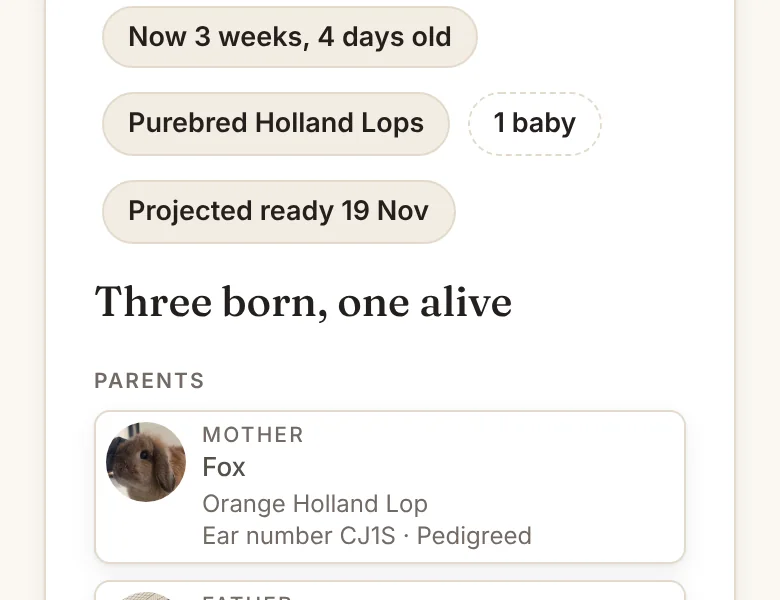 Now 3 weeks, 4 days old
Purebred Holland Lops
1 baby
Projected ready 19 Nov
Three born, one alive
PARENTS
MOTHER
Fox
Orange Holland Lop
Ear number CJ1S · Pedigreed
FATHER